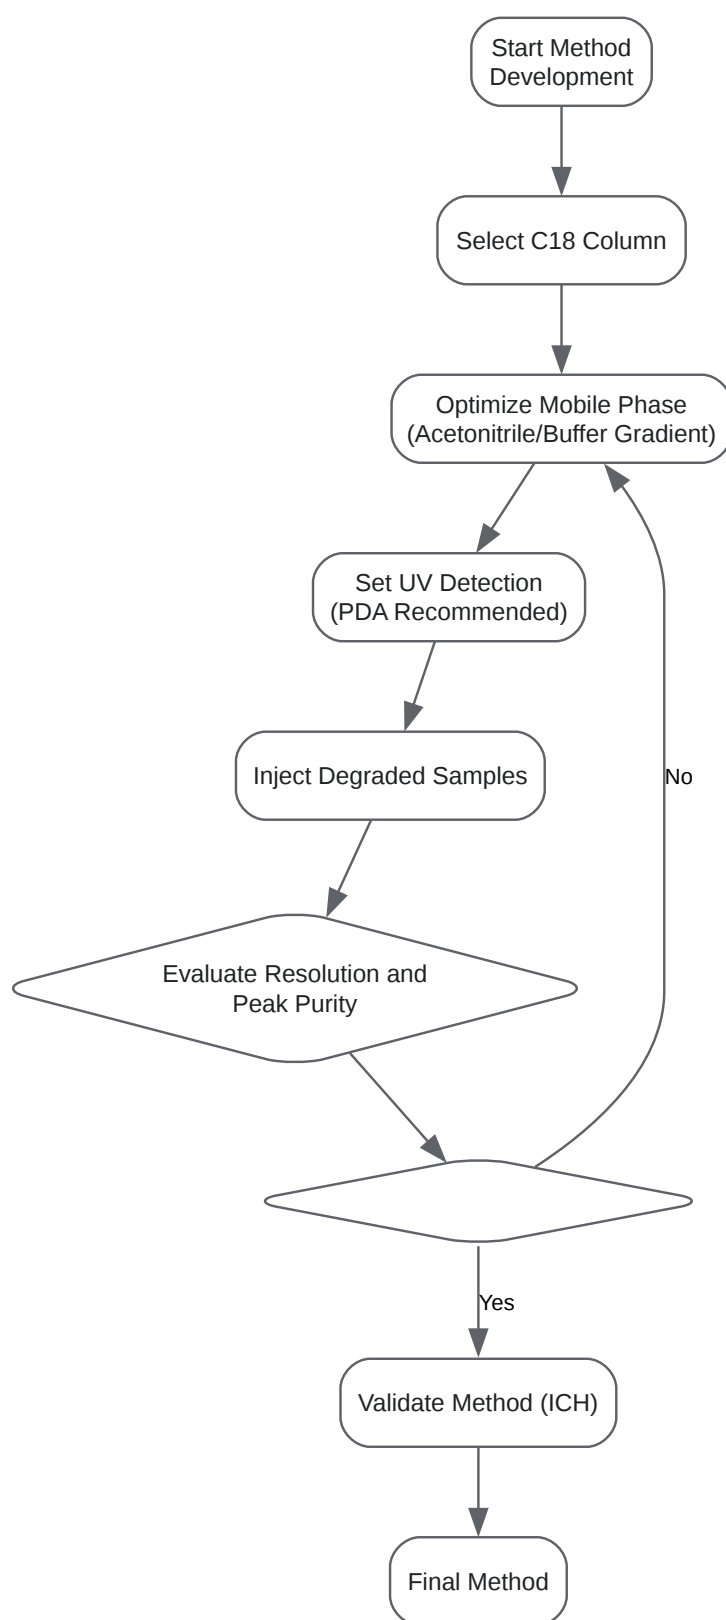 Start Method
Development
Select C18 Column
Optimize Mobile Phase
(Acetonitrile/Buffer Gradient)
Set UV Detection
(PDA Recommended)
Inject Degraded Samples
No
Evaluate Resolution and
Peak Purity
Yes
Validate Method (ICH)
Final Method